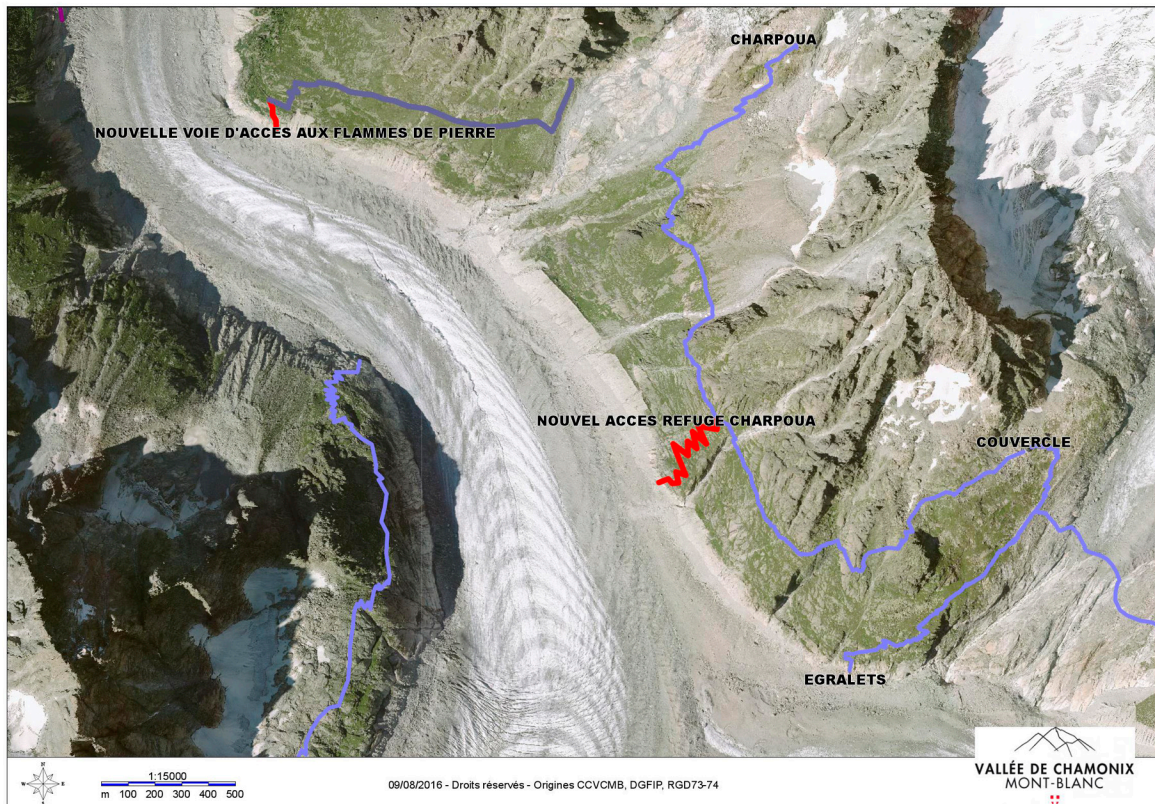 CHARPOUA
NOUVELLE VOIE D'ACCES AUX FLAMMES DE PIERRE
NOUVEL ACCES REFUGE CHARPOUA
COUVERCLE
EGRALETS
N
W E
S
1:15000
m 100 200 300 400 500
09/08/2016 - Droits réservés - Origines CCVCMB, DGFIP, RGD73-74
VALLÉE DE CHAMONIX
MONT-BLANC